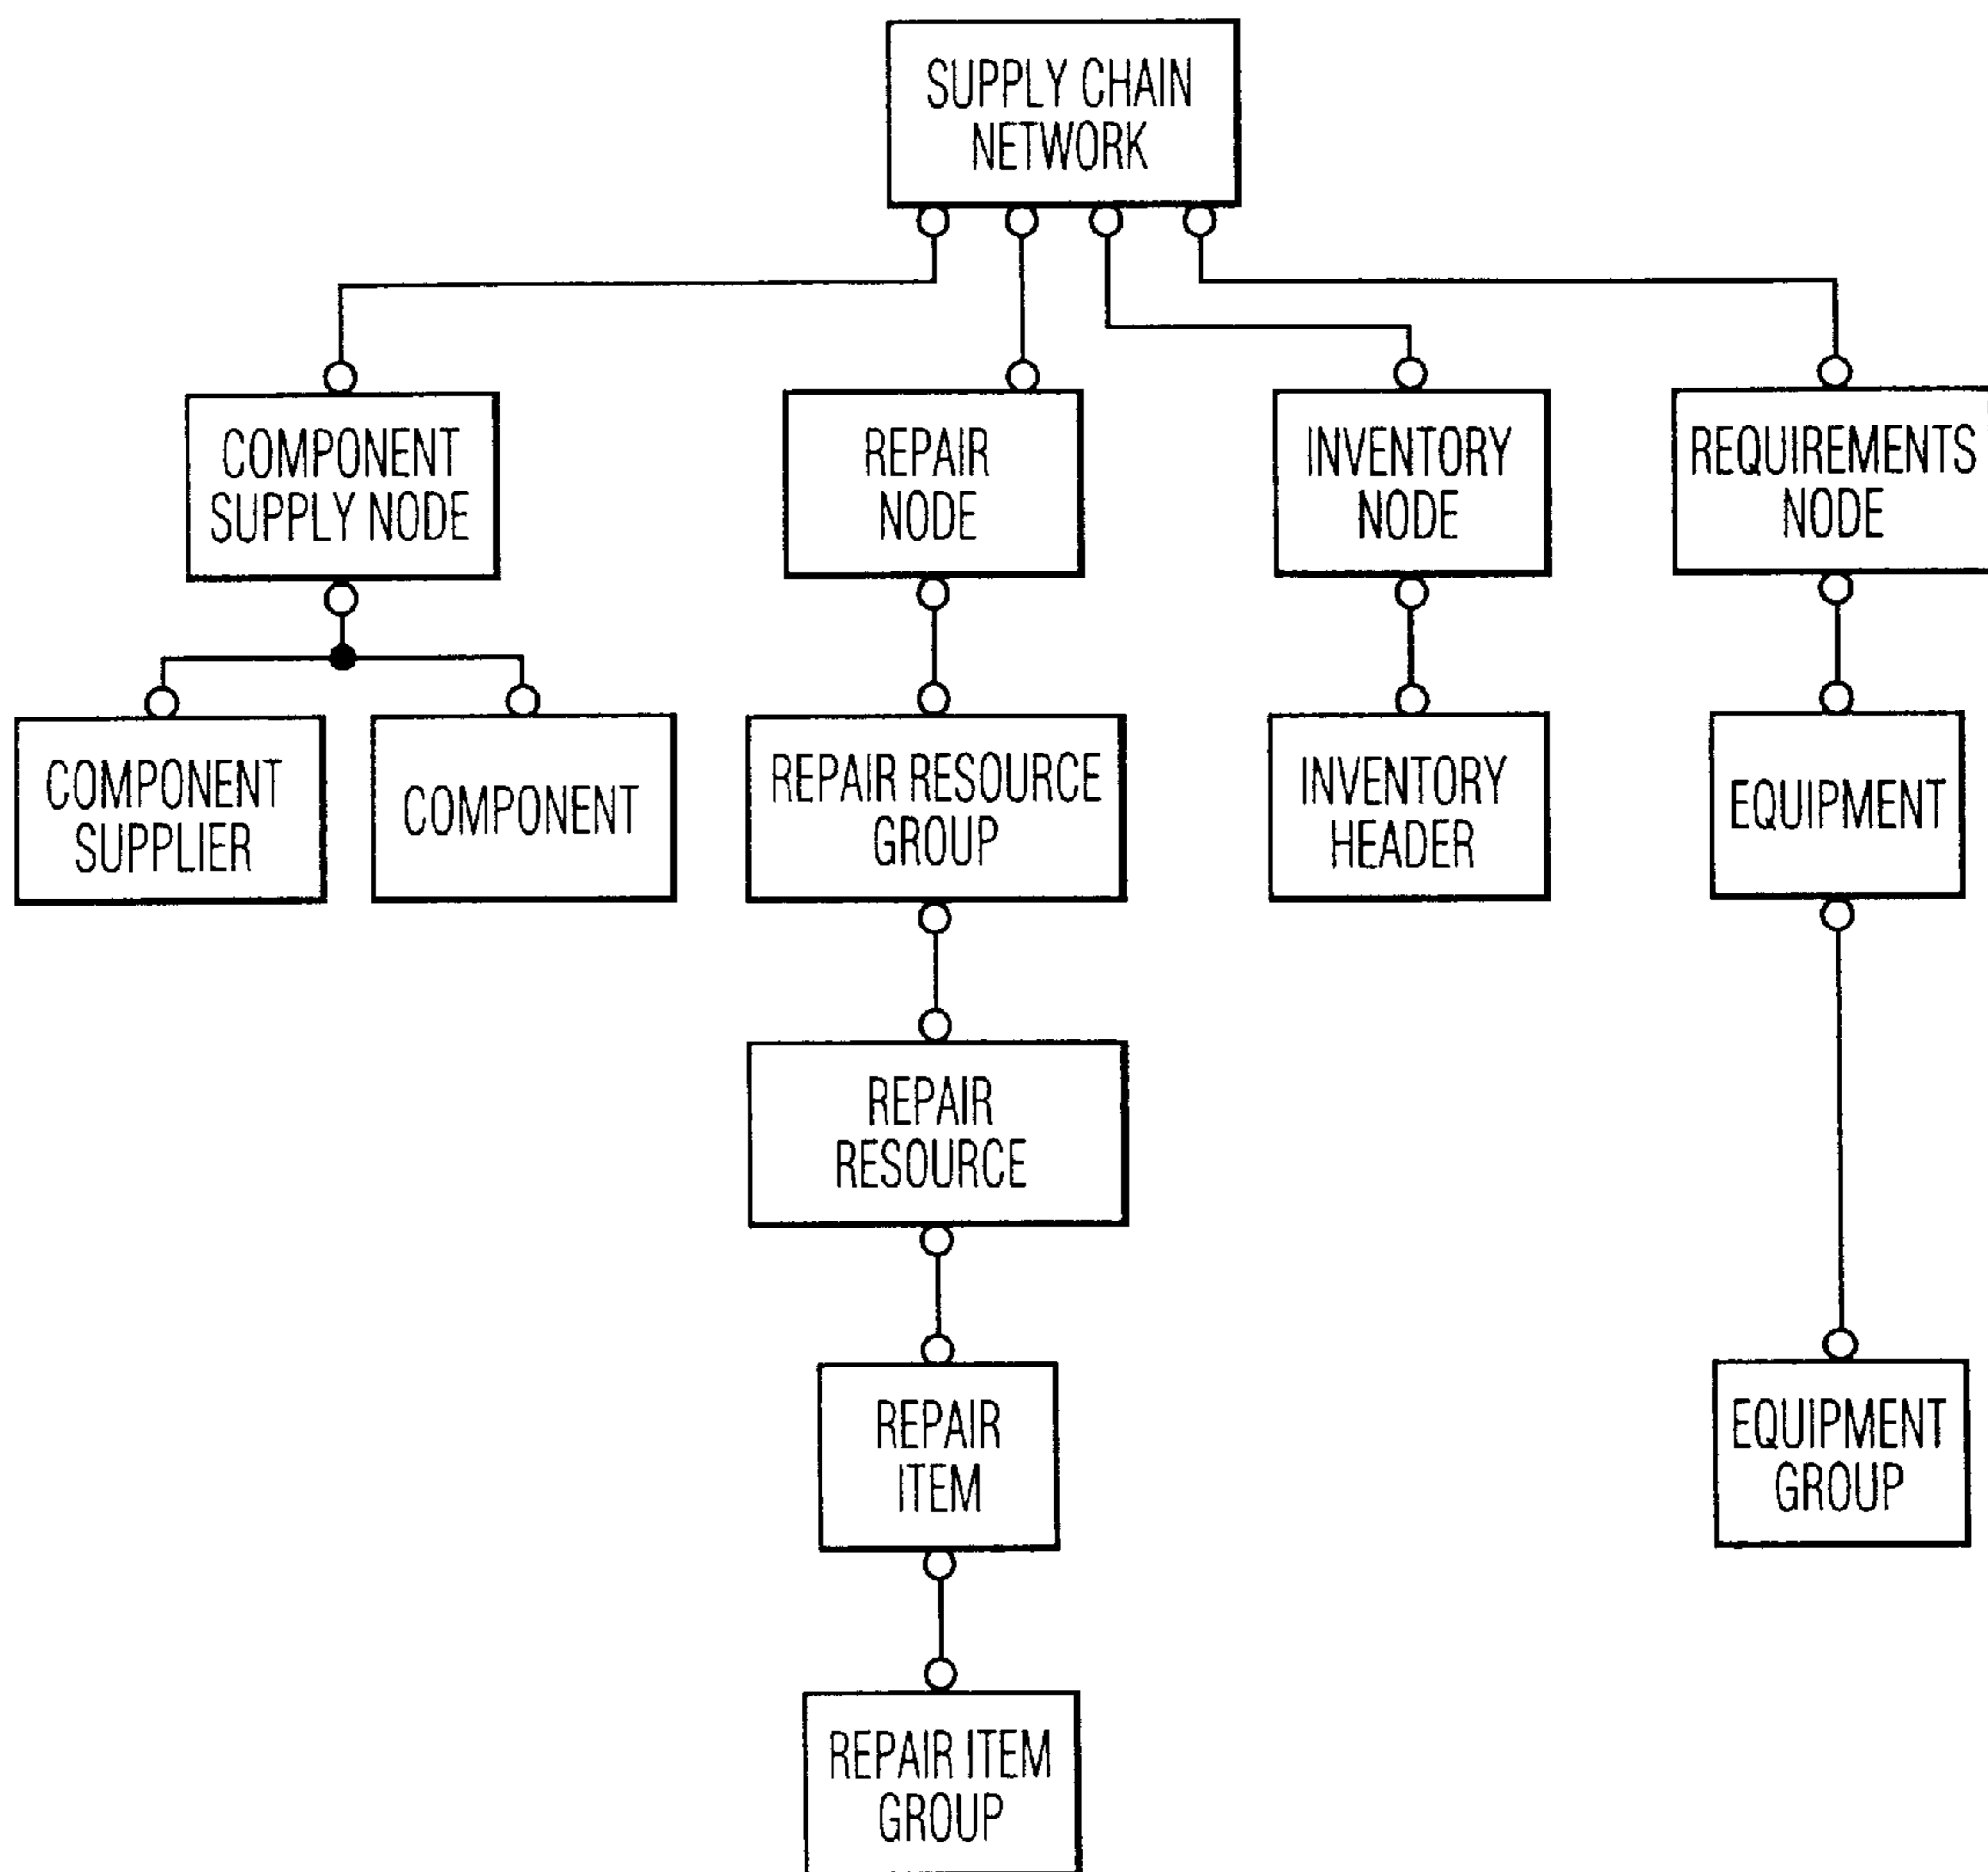 SUPPLY CHAIN
NETWORK
COMPONENT
SUPPLY NODE
REPAIR
NODE
INVENTORY
NODE
REQUIREMENTS
NODE
COMPONENT
SUPPLIER
COMPONENT
REPAIR RESOURCE
GROUP
INVENTORY
HEADER
EQUIPMENT
REPAIR
RESOURCE
REPAIR
ITEM
EQUIPMENT
GROUP
REPAIR ITEM
GROUP